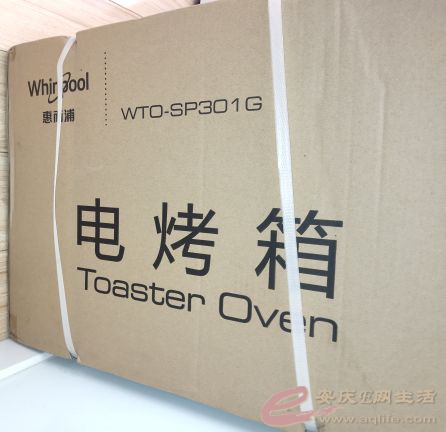 Whirlpool
惠而浦
WTO-SP301G
电烤箱
Toaster Oven
安庆E网生活
www.aqlife.com